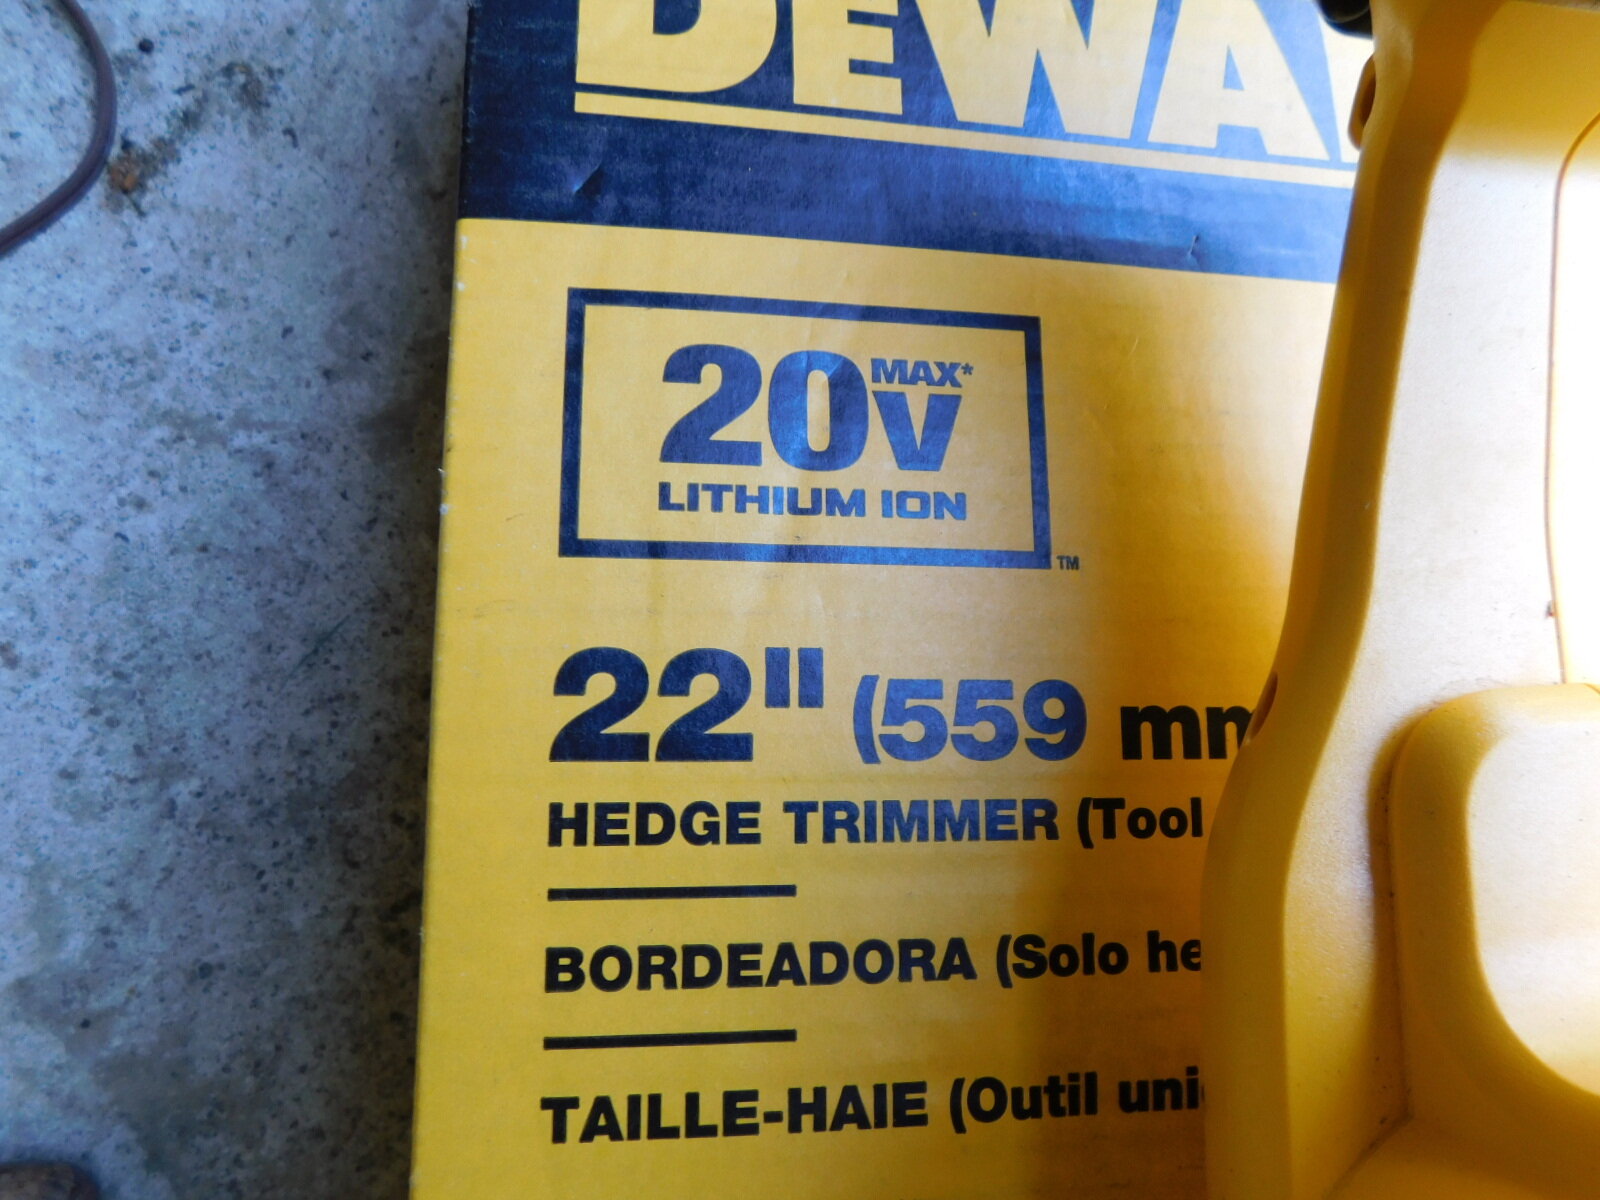 DEWA
20V MAX*
LITHIUM ION
TM
22" (559 mm
HEDGE TRIMMER (Tool
BORDEADORA (Solo he
TAILLE-HAIE (Outil uni